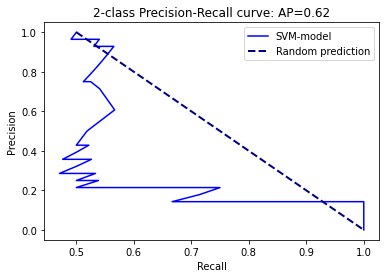 2-class Precision-Recall curve: AP=0.62
SVM-model
Random prediction
Precision
1.0
0.8
0.6
0.4
0.2
0.0
0.5 0.6 0.7 0.8 0.9 1.0
Recall